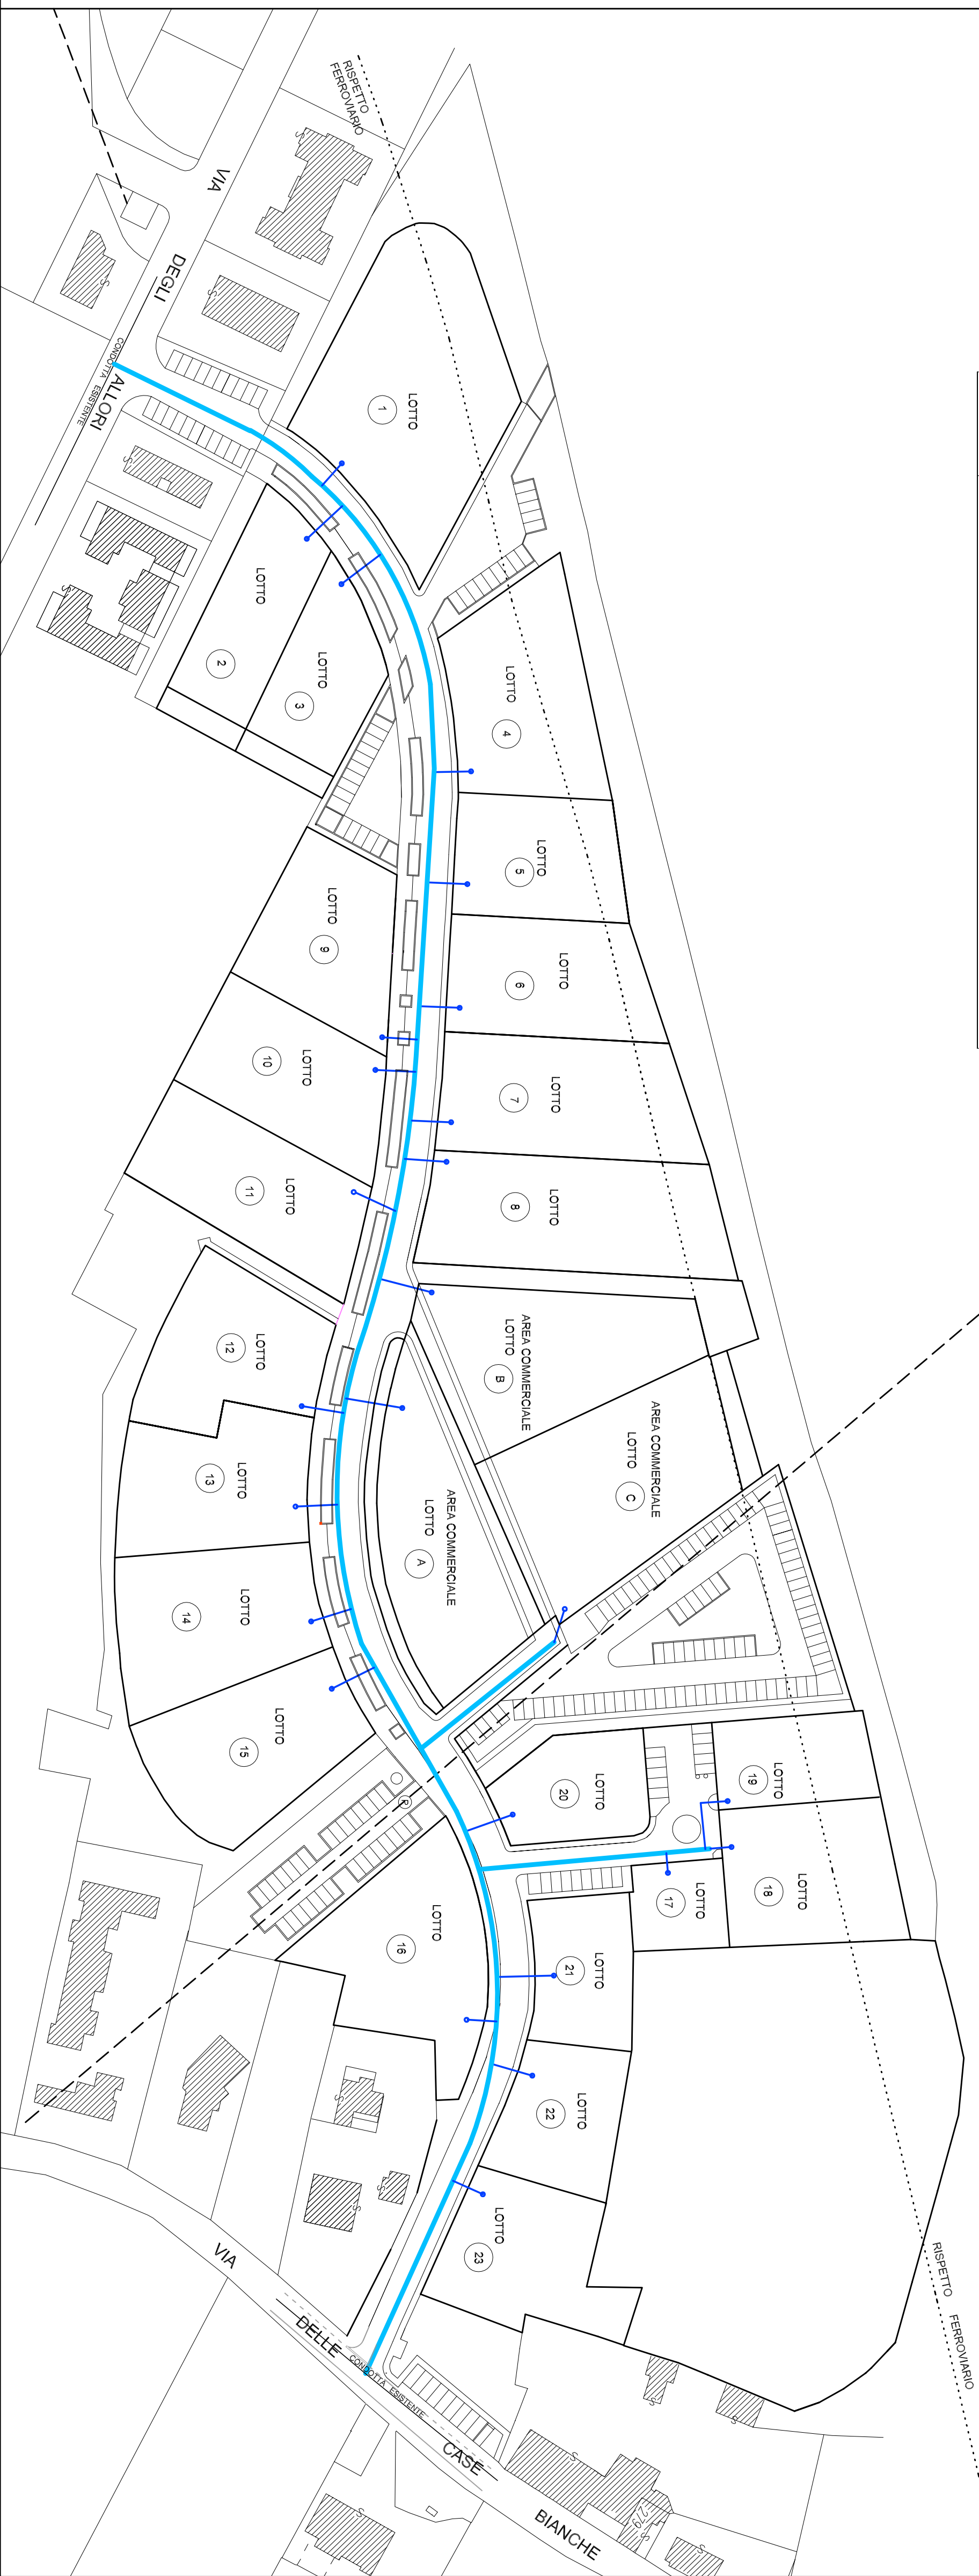 RISPETTO
FERROVIARIO
VIA
DEGLI
ALLORI
CONDOTTA ESISTENTE
LOTTO
1
LOTTO
2
LOTTO
3
LOTTO
4
LOTTO
5
LOTTO
6
LOTTO
7
LOTTO
8
LOTTO
9
LOTTO
10
LOTTO
11
LOTTO
12
LOTTO
13
LOTTO
14
LOTTO
15
AREA COMMERCIALE
LOTTO
B
AREA COMMERCIALE
LOTTO
C
AREA COMMERCIALE
LOTTO
A
LOTTO
19
LOTTO
20
LOTTO
18
LOTTO
17
R
LOTTO
16
LOTTO
21
LOTTO
22
LOTTO
23
RISPETTO
FERROVIARIO
VIA
DELLE
CASE
BIANCHE
CONDOTTA ESISTENTE
279